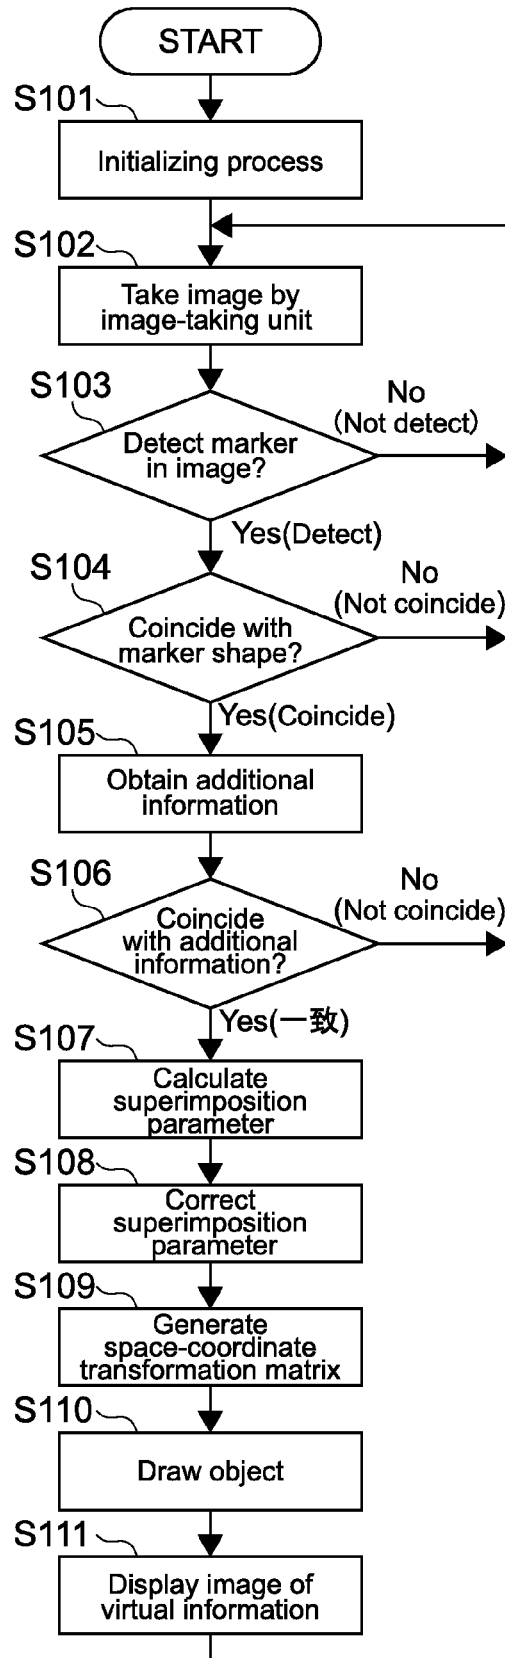 START
S101
Initializing process
S102
Take image by
image-taking unit
S103
No
(Not detect)
Detect marker
in image?
Yes(Detect)
S104
No
(Not coincide)
Coincide with
marker shape?
Yes(Coincide)
S105
Obtain additional
information
S106
No
(Not coincide)
Coincide
with additional
information?
Yes(一致)
S107
Calculate
superimposition
parameter
S108
Correct
superimposition
parameter
S109
Generate
space-coordinate
transformation matrix
S110
Draw object
S111
Display image of
virtual information